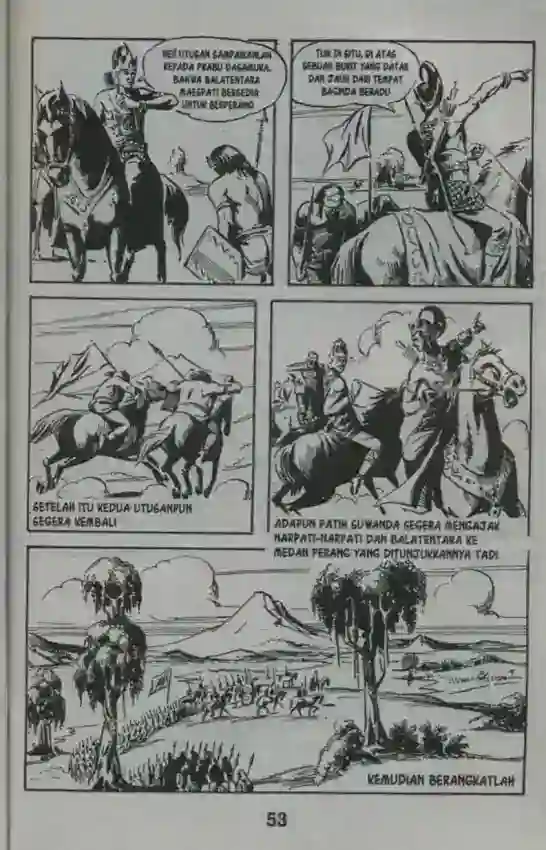 HEI! UTUSAN SAMPAIKANLAH
KEPADA PRABU DASAMUKA,
BAHWA BALATENTARA
MAESPATI BERSEDIA
UNTUK BERPERANG
TUH DI SITU, DI ATAS
SEBUAH BUKIT YANG DATAR
DAN JAUH DARI TEMPAT
BAGINDA BERADU
SETELAH ITU KEDUA UTUSANPUN
SEGERA KEMBALI
ADAPUN PATIH SUWANDA SEGERA MENGAJAK
NARPATI-NARPATI DAN BALATENTARA KE
MEDAN PERANG YANG DITUNJUKKANNYA TADI
KEMUDIAN BERANGKATLAH
53